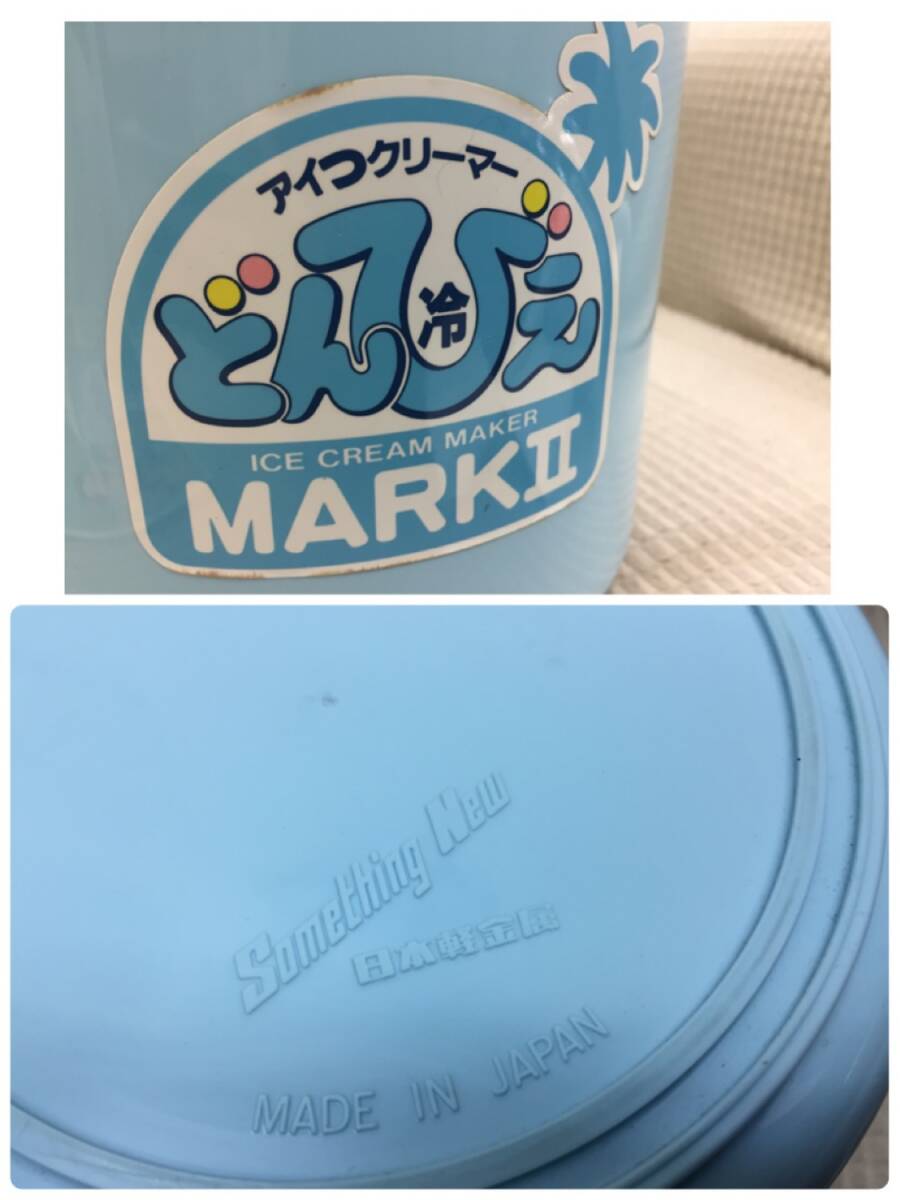 アイつクリーマー
どんびえ
冷
ICE CREAM MAKER
MARKII
Something New
日本軽金属
MADE IN JAPAN